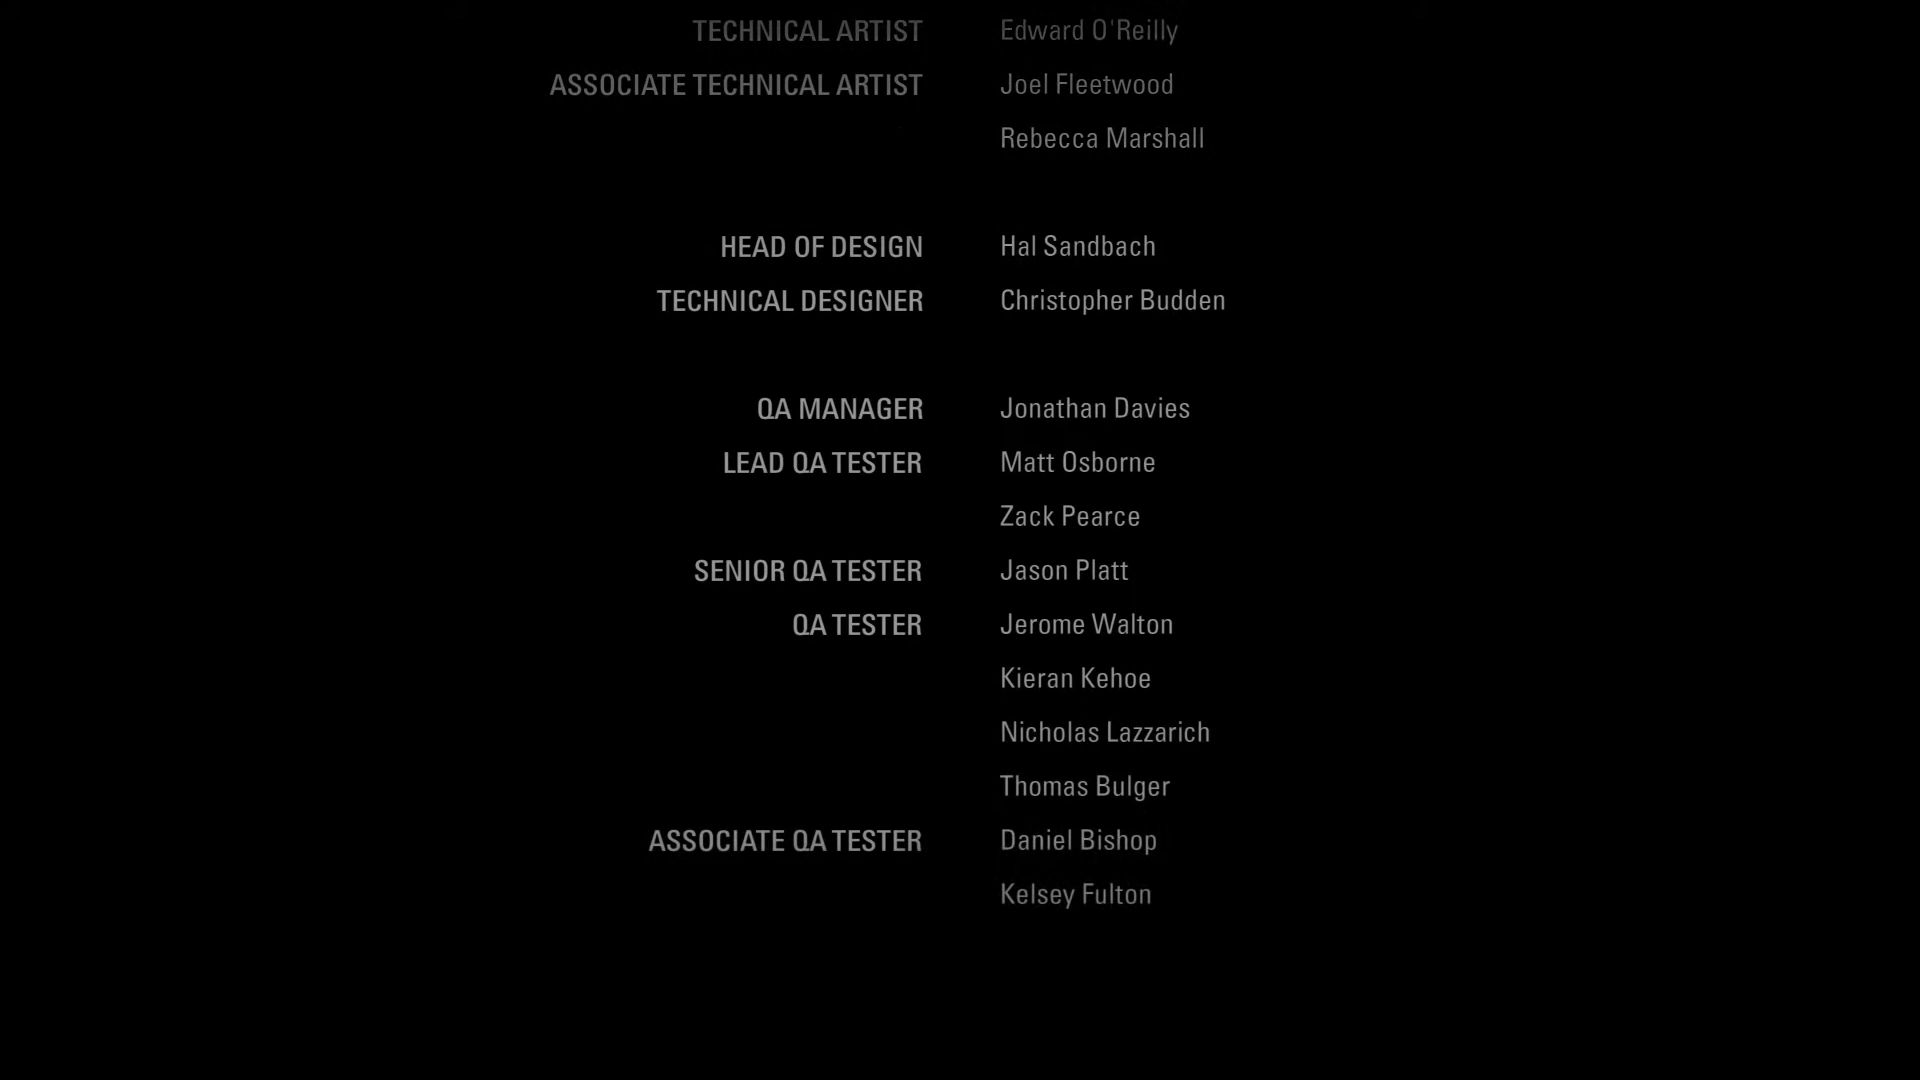 TECHNICAL ARTIST Edward O'Reilly
ASSOCIATE TECHNICAL ARTIST Joel Fleetwood
Rebecca Marshall
HEAD OF DESIGN Hal Sandbach
TECHNICAL DESIGNER Christopher Budden
QA MANAGER Jonathan Davies
LEAD QA TESTER Matt Osborne
Zack Pearce
SENIOR QA TESTER Jason Platt
QA TESTER Jerome Walton
Kieran Kehoe
Nicholas Lazzarich
Thomas Bulger
ASSOCIATE QA TESTER Daniel Bishop
Kelsey Fulton